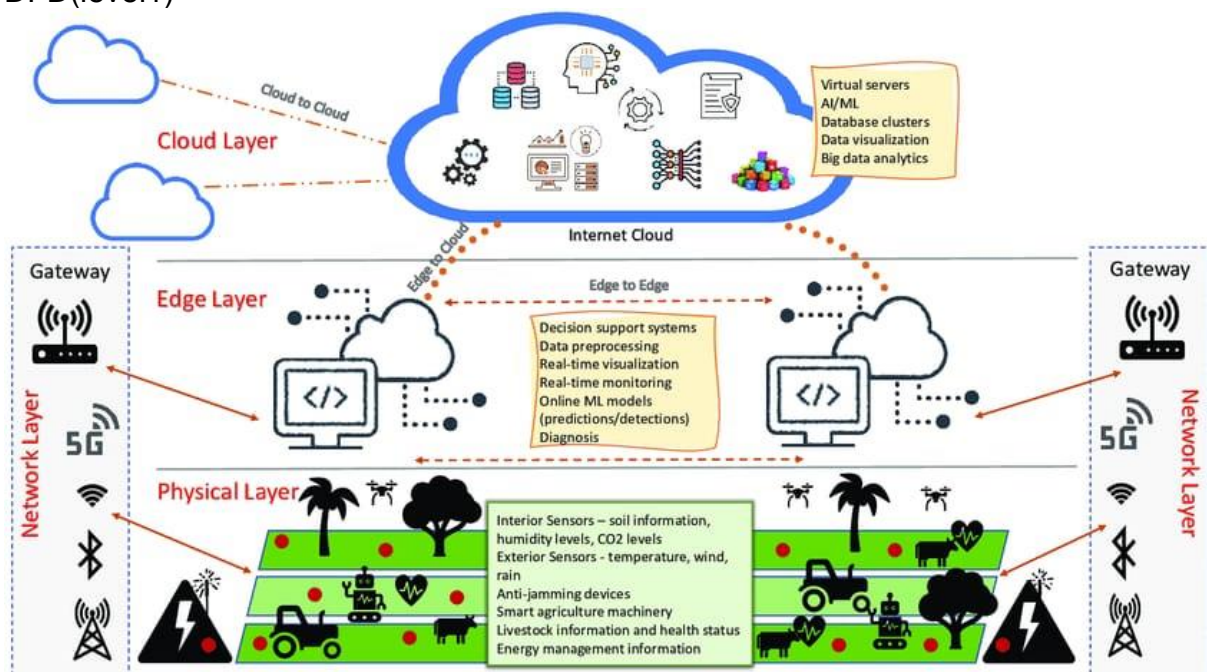 Cloud to Cloud
Cloud Layer
Virtual servers
AI/ML
Database clusters
Data visualization
Big data analytics
Internet Cloud
Gateway
Edge to Cloud
Edge Layer
Edge to Edge
Gateway
Decision support systems
Data preprocessing
Real-time visualization
Real-time monitoring
Online ML models
(predictions/detections)
Diagnosis
</>
</>
Network Layer
5G
Network Layer
5G
Physical Layer
Interior Sensors – soil information,
humidity levels, CO2 levels
Exterior Sensors - temperature, wind,
rain
Anti-jamming devices
Smart agriculture machinery
Livestock information and health status
Energy management information